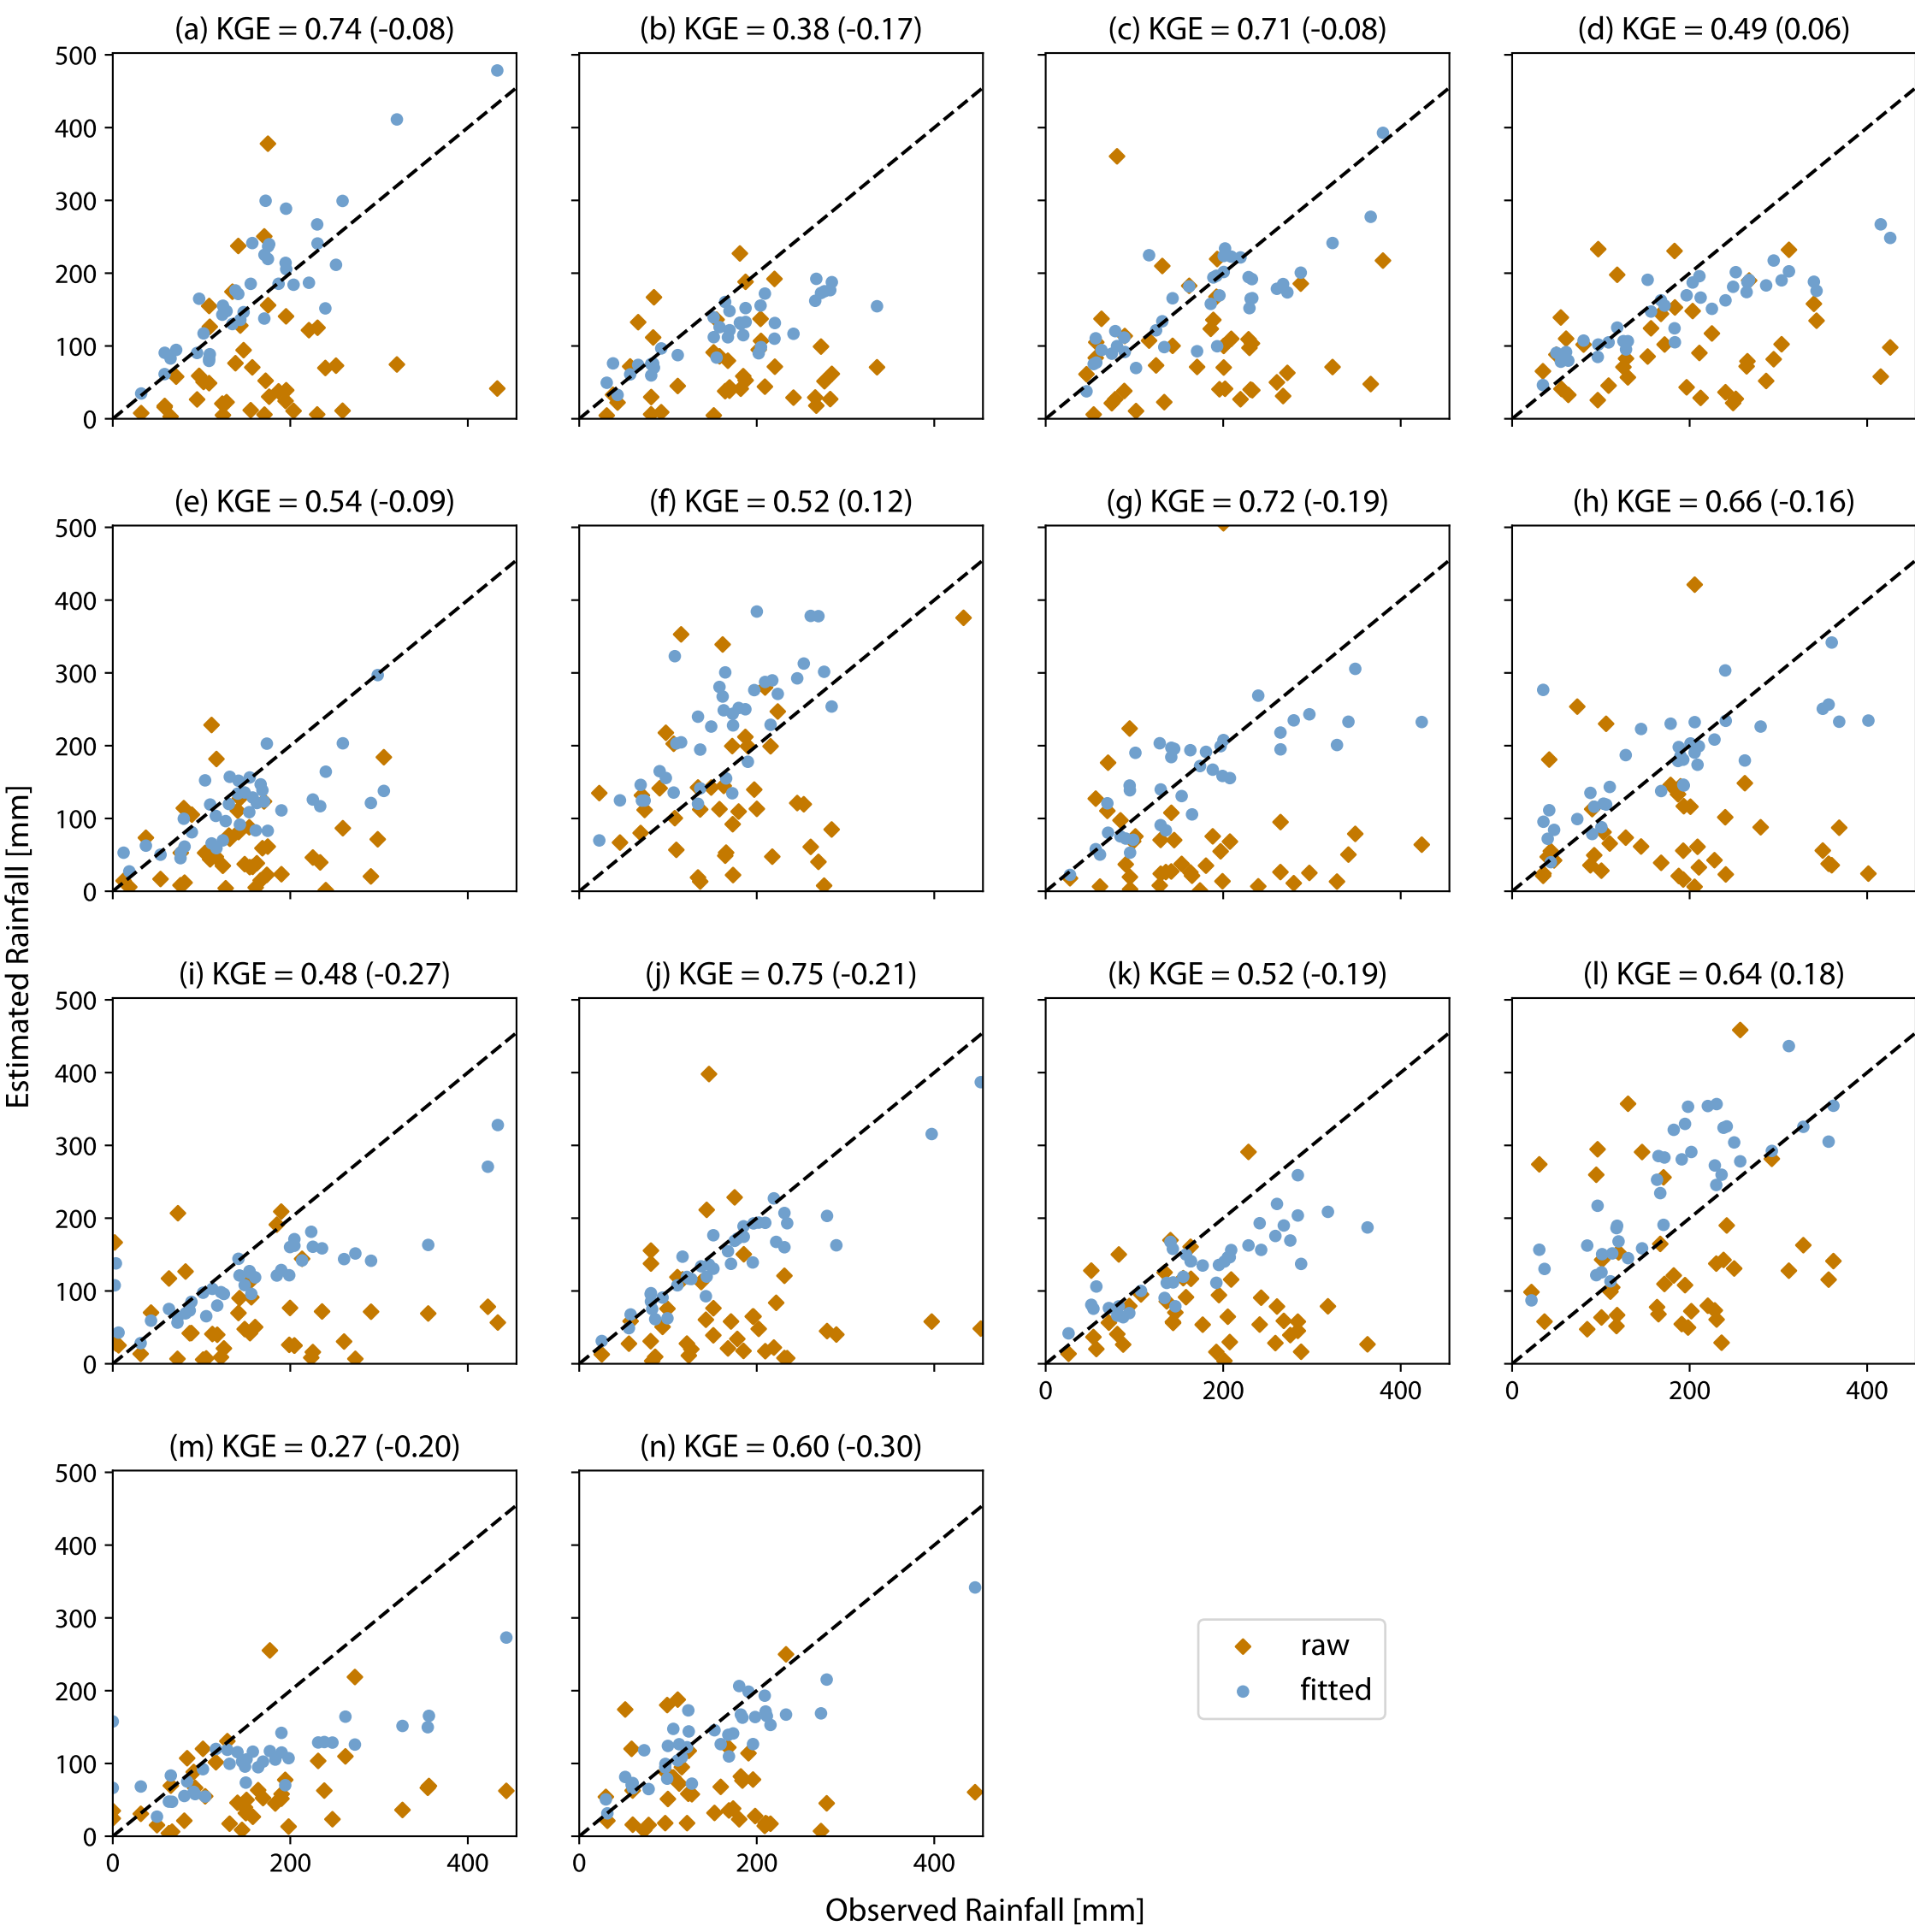 (a) KGE = 0.74 (-0.08)
(b) KGE = 0.38 (-0.17)
(c) KGE = 0.71 (-0.08)
(d) KGE = 0.49 (0.06)
500
400
300
200
100
0
(e) KGE = 0.54 (-0.09)
(f) KGE = 0.52 (0.12)
(g) KGE = 0.72 (-0.19)
(h) KGE = 0.66 (-0.16)
500
400
300
200
100
0
Estimated Rainfall [mm]
(i) KGE = 0.48 (-0.27)
(j) KGE = 0.75 (-0.21)
(k) KGE = 0.52 (-0.19)
(l) KGE = 0.64 (0.18)
500
400
300
200
100
0
0 200 400
0 200 400
(m) KGE = 0.27 (-0.20)
(n) KGE = 0.60 (-0.30)
500
400
300
200
100
0
0 200 400
0 200 400
raw
fitted
Observed Rainfall [mm]